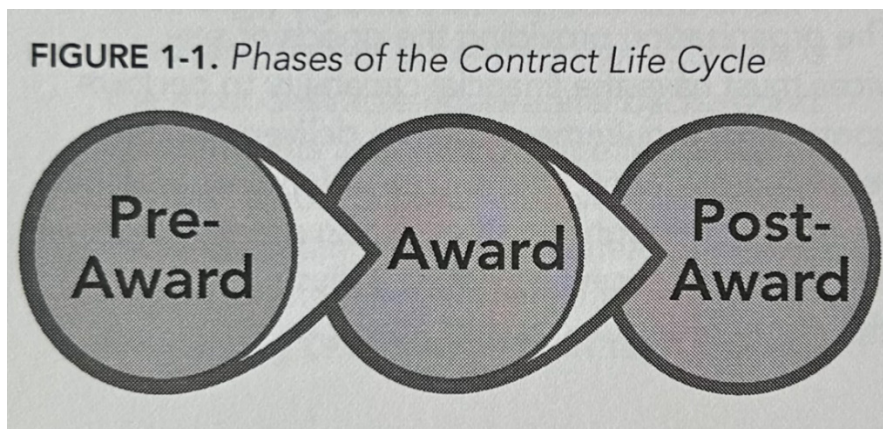 FIGURE 1-1. Phases of the Contract Life Cycle
Pre-
Award
Award
Post-
Award